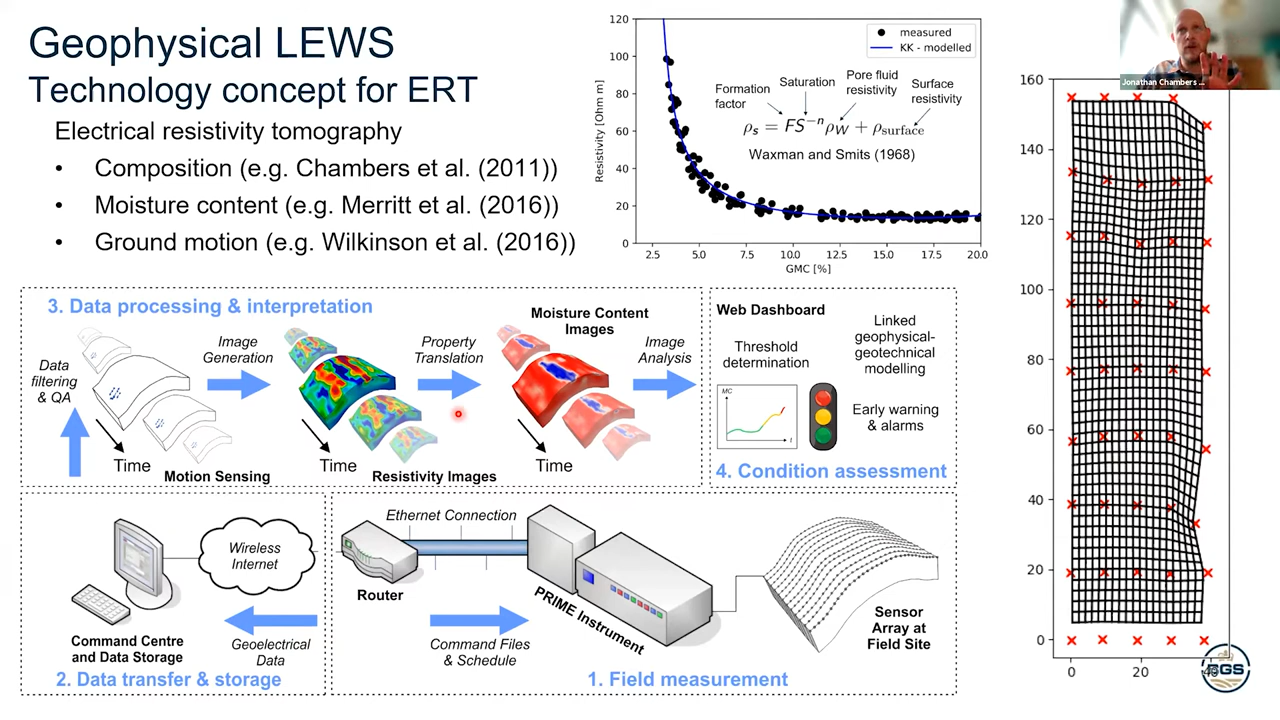 Geophysical LEWS
Technology concept for ERT
Electrical resistivity tomography
• Composition (e.g. Chambers et al. (2011))
• Moisture content (e.g. Merritt et al. (2016))
• Ground motion (e.g. Wilkinson et al. (2016))
120
100
80
60
40
20
0
Resistivity [Ohm m]
2.5 5.0 7.5 10.0 12.5 15.0 17.5 20.0
GMC [%]
measured
KK - modelled
Formation
factor
Saturation
Pore fluid
resistivity
Surface
resistivity
ρs = FS⁻ⁿρW + ρsurface
Waxman and Smits (1968)
Jonathan Chambers ...
160
140
120
100
80
60
40
20
0
0 20 40
BGS
3. Data processing & interpretation
Data
filtering
& QA
Time
Motion Sensing
Image
Generation
Time
Resistivity Images
Property
Translation
Moisture Content
Images
Time
Image
Analysis
Web Dashboard
Threshold
determination
MC
t
Linked
geophysical-
geotechnical
modelling
Early warning
& alarms
4. Condition assessment
Command Centre
and Data Storage
Wireless
Internet
Geoelectrical
Data
2. Data transfer & storage
Ethernet Connection
Router
Command Files
& Schedule
PRIME Instrument
Sensor
Array at
Field Site
1. Field measurement